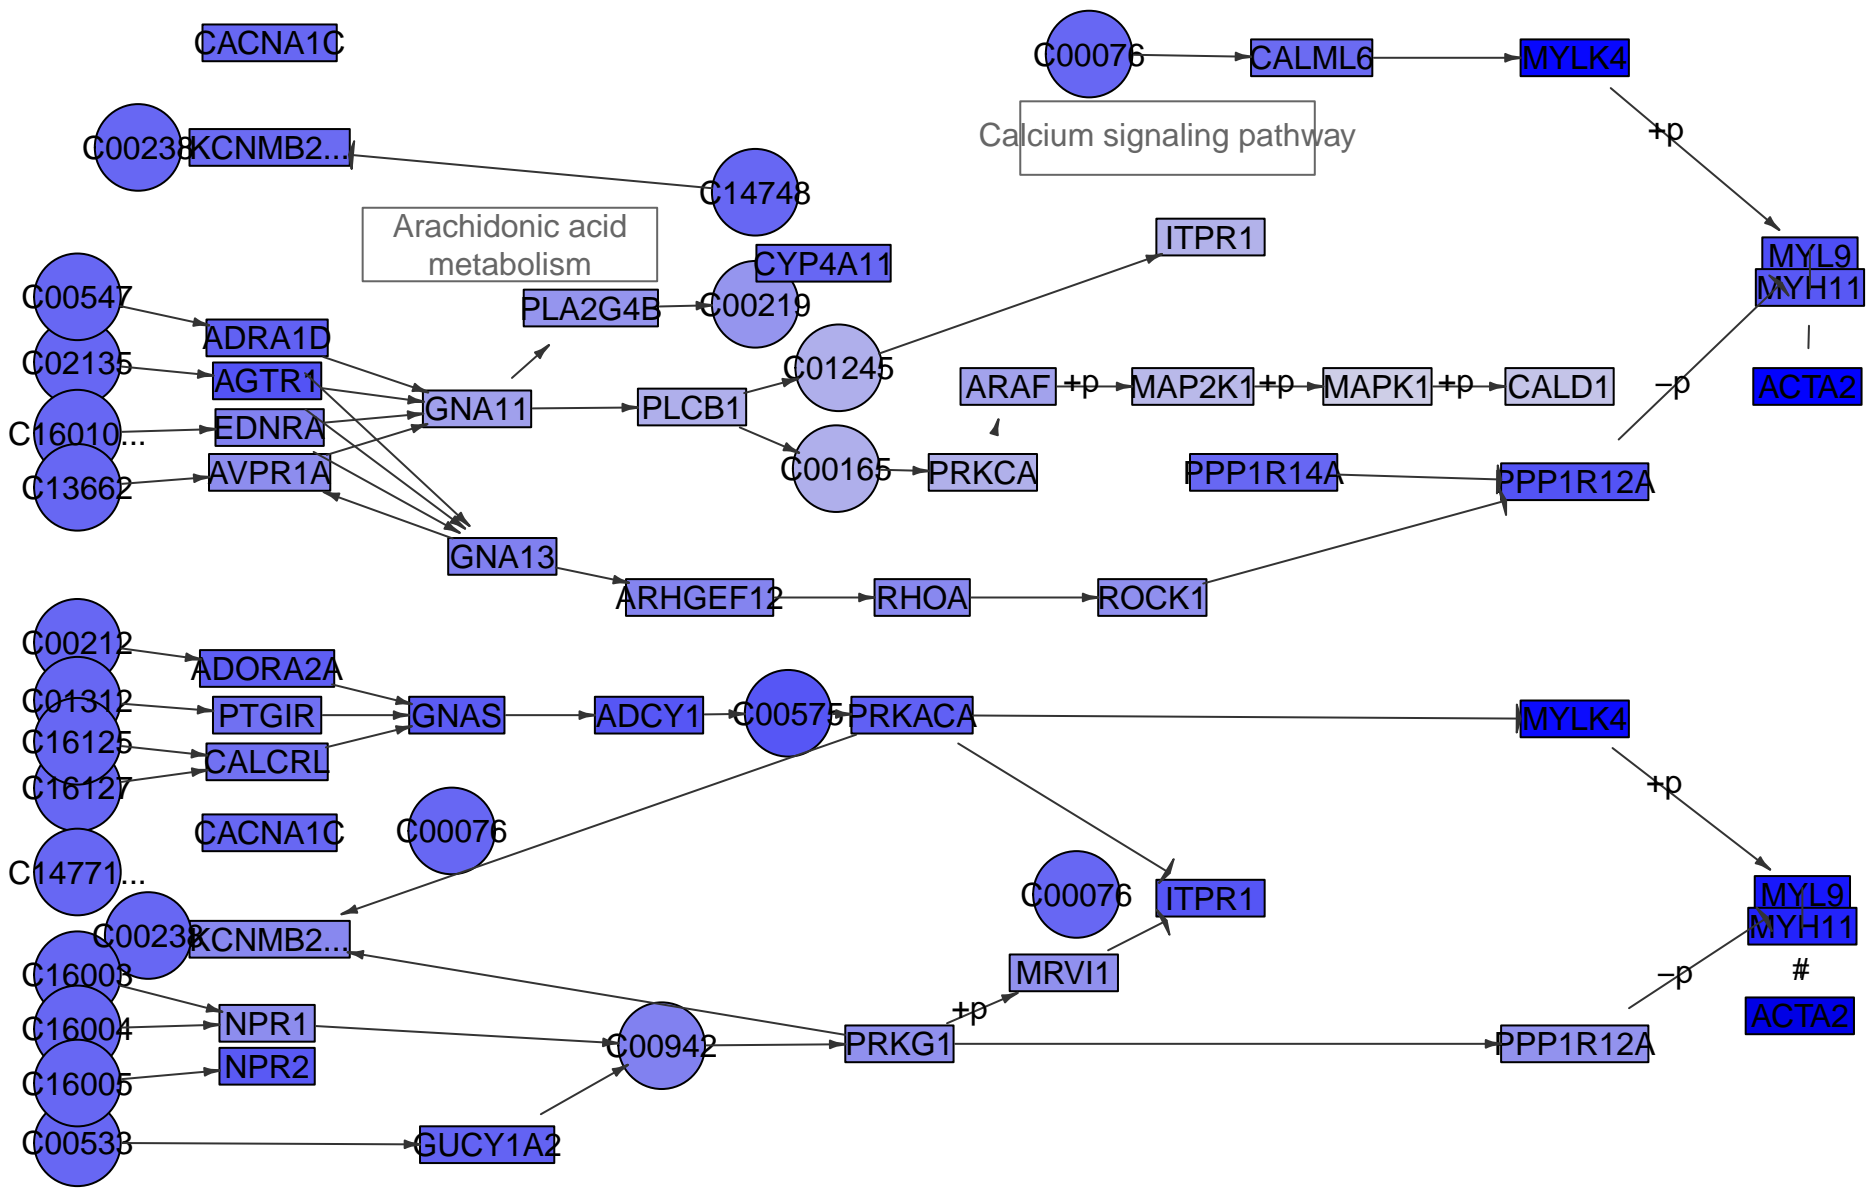 CACNA1C
C00076
CALML6
MYLK4
+p
C00238
KCNMB2...
Calcium signaling pathway
C14748
Arachidonic acid
metabolism
ITPR1
CYP4A11
MYL9
MYH11
C00547
PLA2G4B
C00219
ADRA1D
C02135
AGTR1
C01245
ARAF
+p
MAP2K1
+p
MAPK1
+p
CALD1
–p
ACTA2
GNA11
PLCB1
EDNRA
C16010...
C00165
PRKCA
AVPR1A
C13662
PPP1R14A
PPP1R12A
GNA13
ARHGEF12
RHOA
ROCK1
C00212
ADORA2A
C01312
PTGIR
GNAS
ADCY1
C00575
PRKACA
MYLK4
C16125
CALCRL
C16127
+p
CACNA1C
C00076
C14771...
C00076
ITPR1
MYL9
MYH11
C00238
KCNMB2...
C16003
MRVI1
–p
#
+p
C16004
NPR1
C00942
PRKG1
PPP1R12A
ACTA2
NPR2
C16005
C00533
GUCY1A2